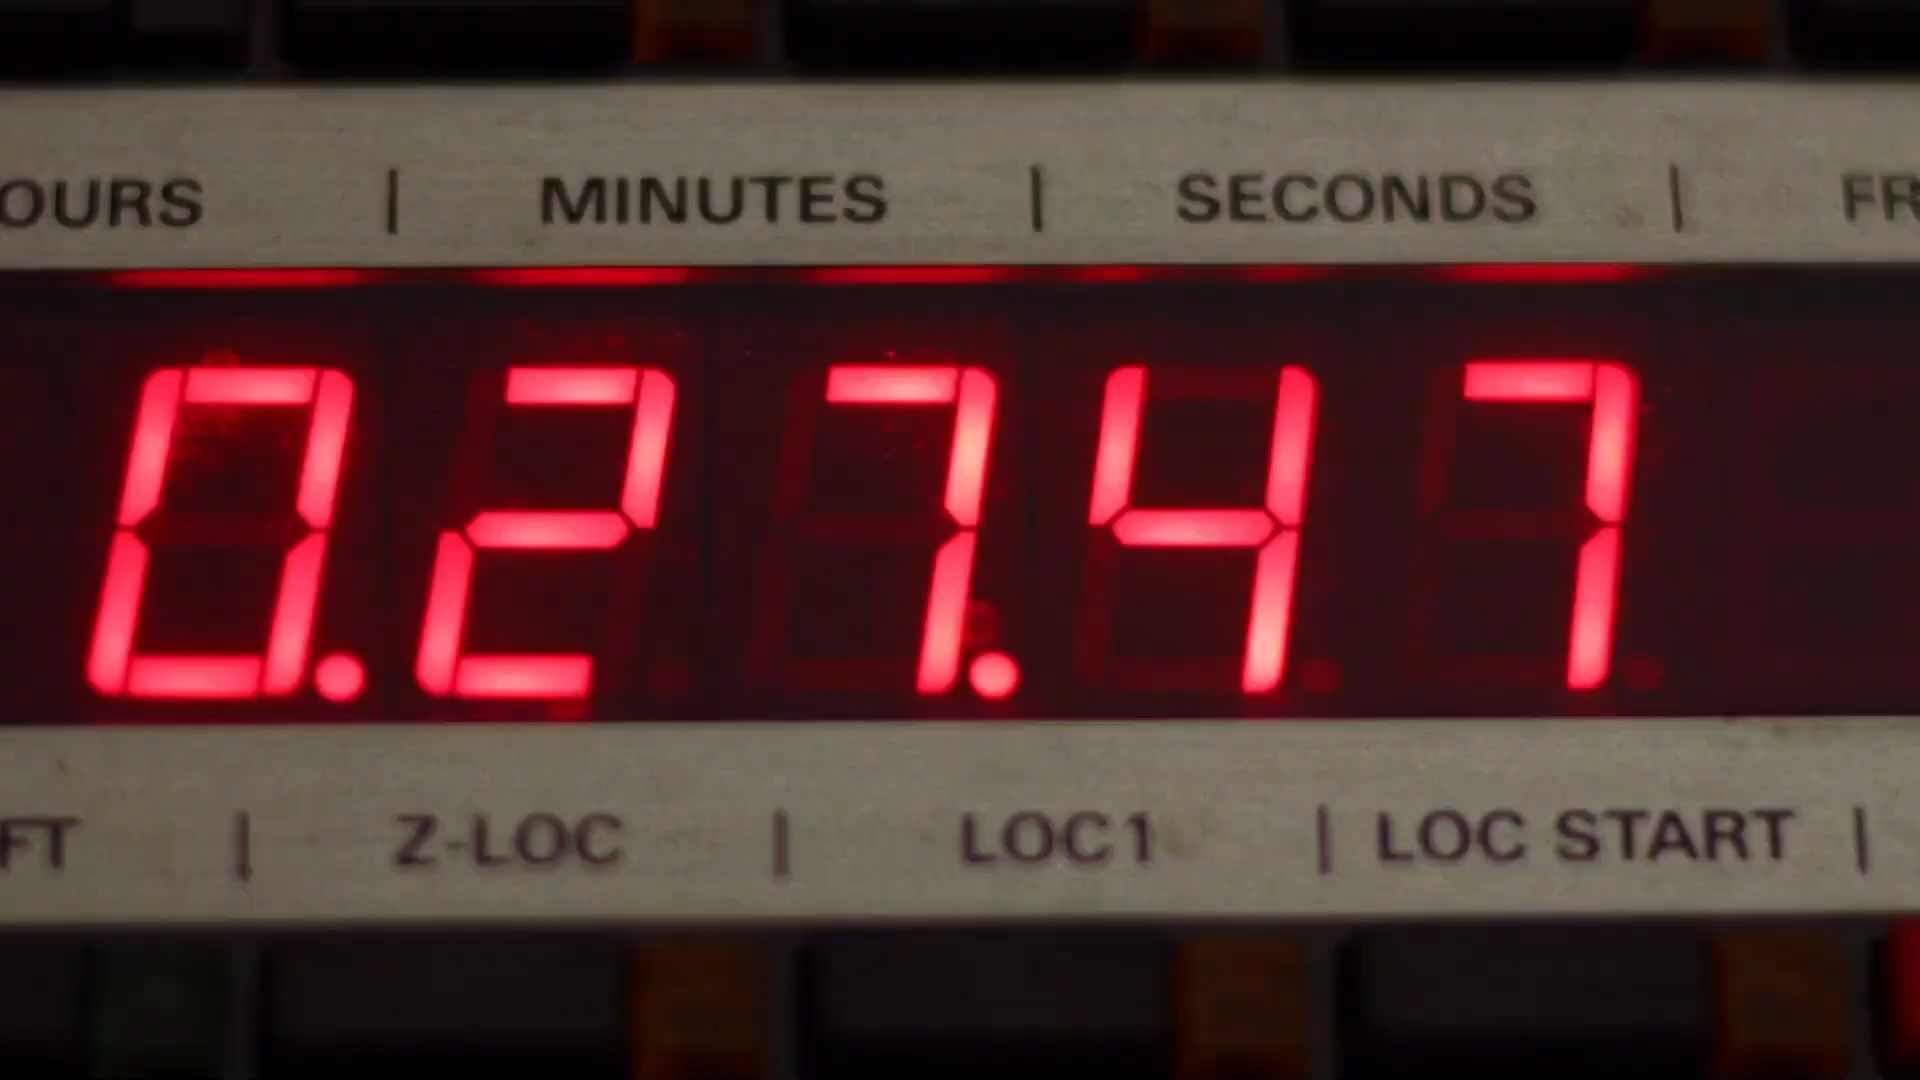 OURS | MINUTES | SECONDS | FR
0.27.47
FT | Z-LOC | LOC1 | LOC START |